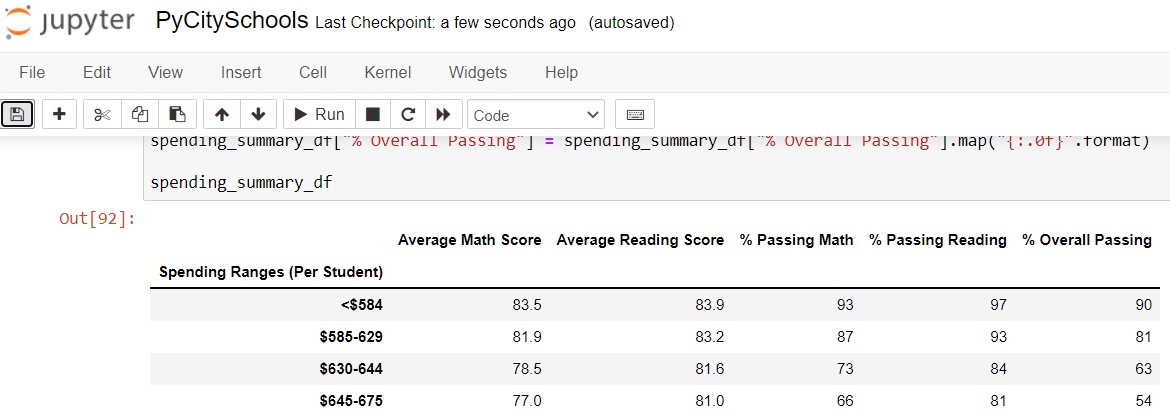 jupyter PyCitySchools Last Checkpoint: a few seconds ago (autosaved)
File Edit View Insert Cell Kernel Widgets Help
Run Code
spending_summary_df["% Overall Passing"] = spending_summary_df["% Overall Passing"].map("{:.0f}".format)
spending_summary_df
Out[92]:
Average Math Score Average Reading Score % Passing Math % Passing Reading % Overall Passing
Spending Ranges (Per Student)
<$584 83.5 83.9 93 97 90
$585-629 81.9 83.2 87 93 81
$630-644 78.5 81.6 73 84 63
$645-675 77.0 81.0 66 81 54